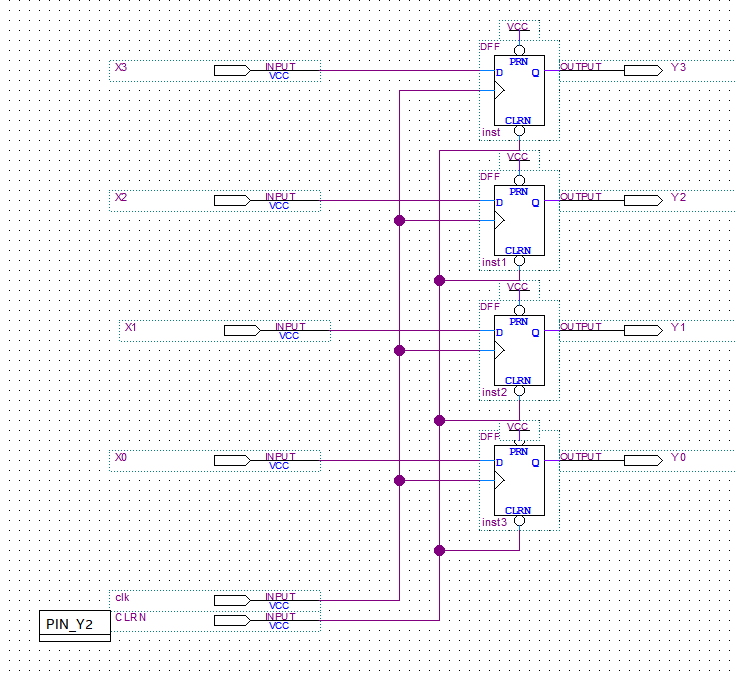 VCC
DFF
X3 INPUT VCC PRN D Q OUTPUT Y3
CLRN
inst
VCC
DFF
X2 INPUT VCC PRN D Q OUTPUT Y2
CLRN
inst1
VCC
DFF
X1 INPUT VCC PRN D Q OUTPUT Y1
CLRN
inst2
VCC
DFF
X0 INPUT VCC PRN D Q OUTPUT Y0
CLRN
inst3
clk INPUT VCC
CLRN INPUT VCC
PIN_Y2